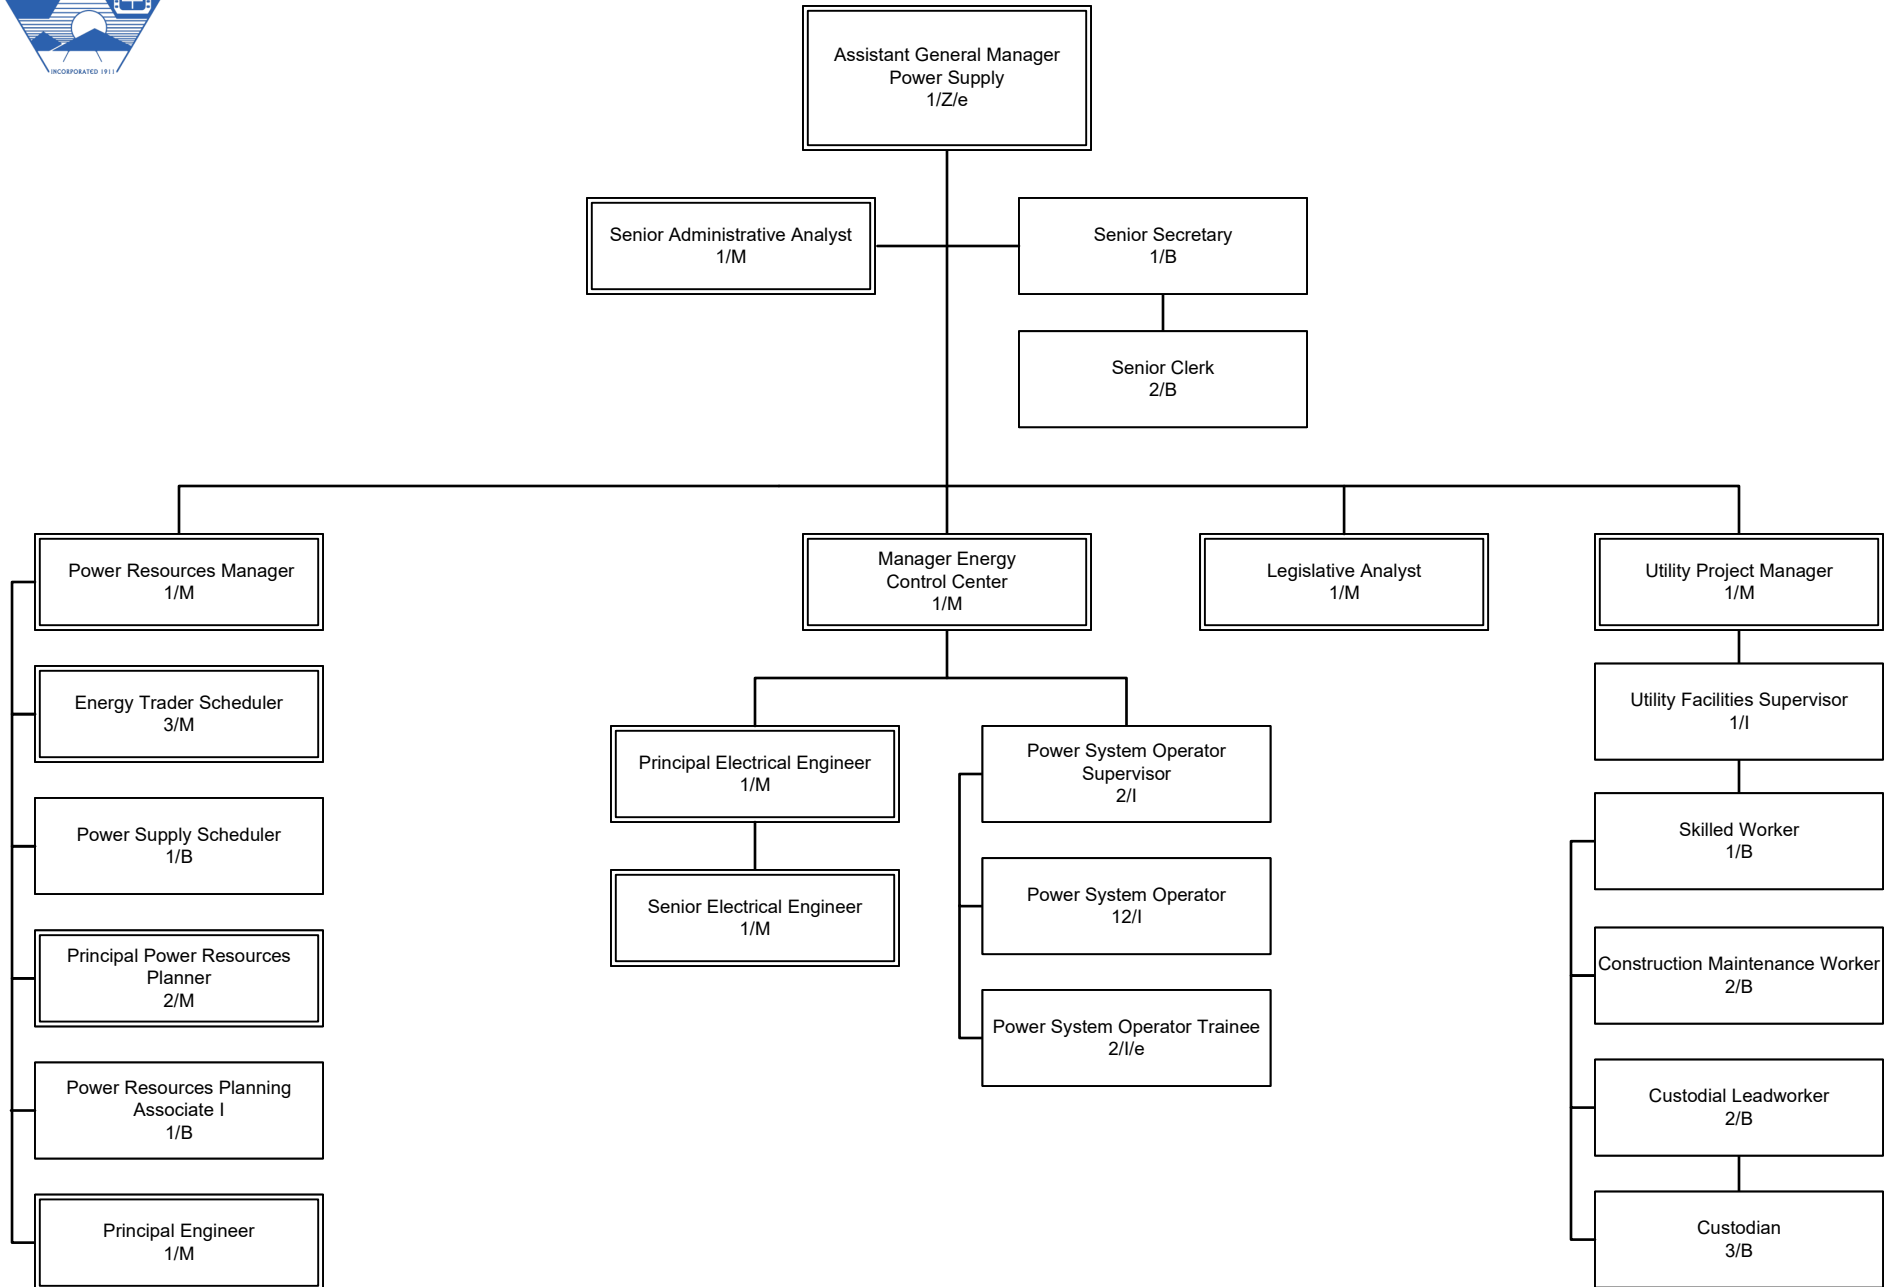 INCORPORATED 1911
Assistant General Manager
Power Supply
1/Z/e
Senior Administrative Analyst
1/M
Senior Secretary
1/B
Senior Clerk
2/B
Power Resources Manager
1/M
Energy Trader Scheduler
3/M
Power Supply Scheduler
1/B
Principal Power Resources
Planner
2/M
Power Resources Planning
Associate I
1/B
Principal Engineer
1/M
Manager Energy
Control Center
1/M
Principal Electrical Engineer
1/M
Senior Electrical Engineer
1/M
Power System Operator
Supervisor
2/I
Power System Operator
12/I
Power System Operator Trainee
2/I/e
Legislative Analyst
1/M
Utility Project Manager
1/M
Utility Facilities Supervisor
1/I
Skilled Worker
1/B
Construction Maintenance Worker
2/B
Custodial Leadworker
2/B
Custodian
3/B